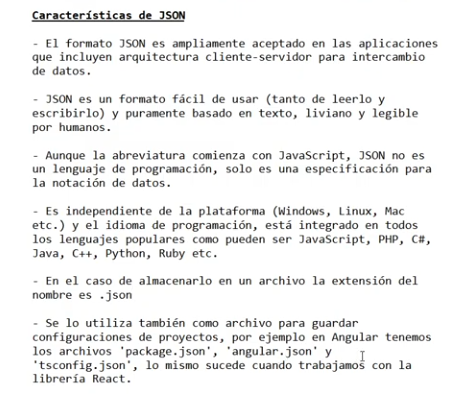 Características de JSON
- El formato JSON es ampliamente aceptado en las aplicaciones
que incluyen arquitectura cliente-servidor para intercambio
de datos.
- JSON es un formato fácil de usar (tanto de leerlo y
escribirlo) y puramente basado en texto, liviano y legible
por humanos.
- Aunque la abreviatura comienza con JavaScript, JSON no es
un lenguaje de programación, solo es una especificación para
la notación de datos.
- Es independiente de la plataforma (Windows, Linux, Mac
etc.) y el idioma de programación, está integrado en todos
los lenguajes populares como pueden ser JavaScript, PHP, C#,
Java, C++, Python, Ruby etc.
- En el caso de almacenarlo en un archivo la extensión del
nombre es .json
- Se lo utiliza también como archivo para guardar
configuraciones de proyectos, por ejemplo en Angular tenemos
los archivos 'package.json', 'angular.json' y
'tsconfig.json', lo mismo sucede cuando trabajamos con la
librería React.